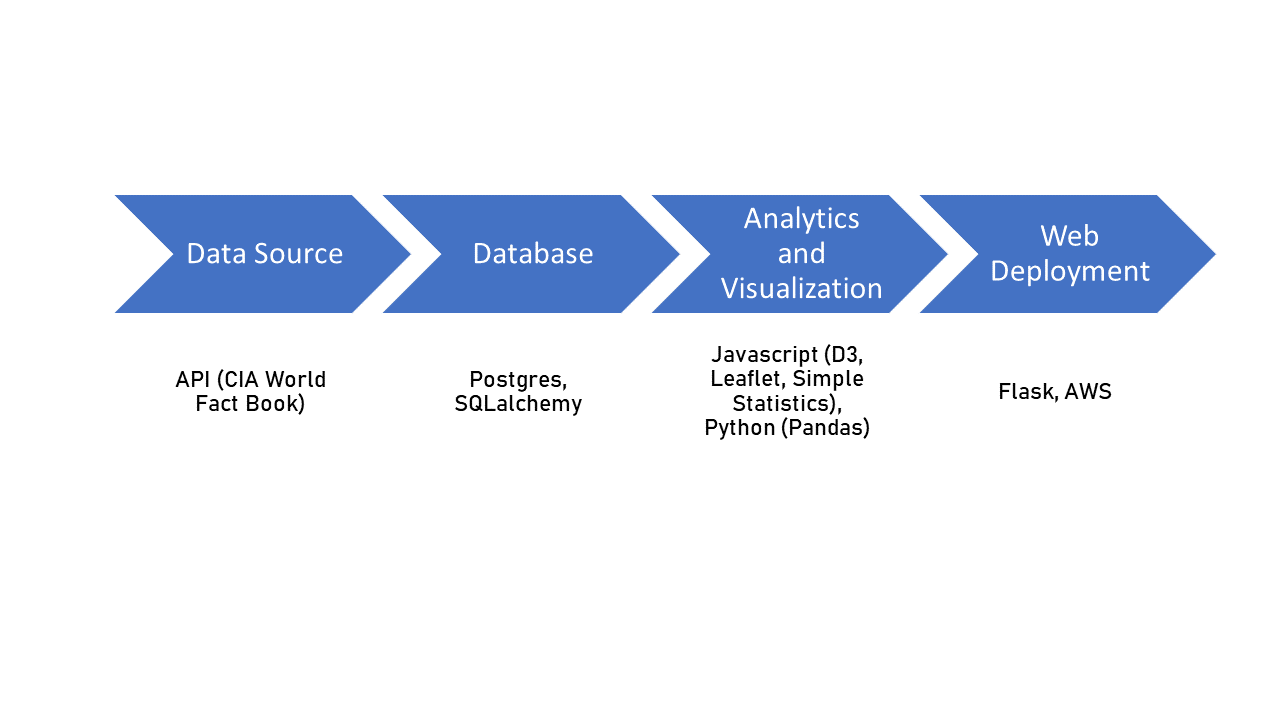 Data Source
Database
Analytics
and
Visualization
Web
Deployment
API (CIA World
Fact Book)
Postgres,
SQLalchemy
Javascript (D3,
Leaflet, Simple
Statistics),
Python (Pandas)
Flask, AWS